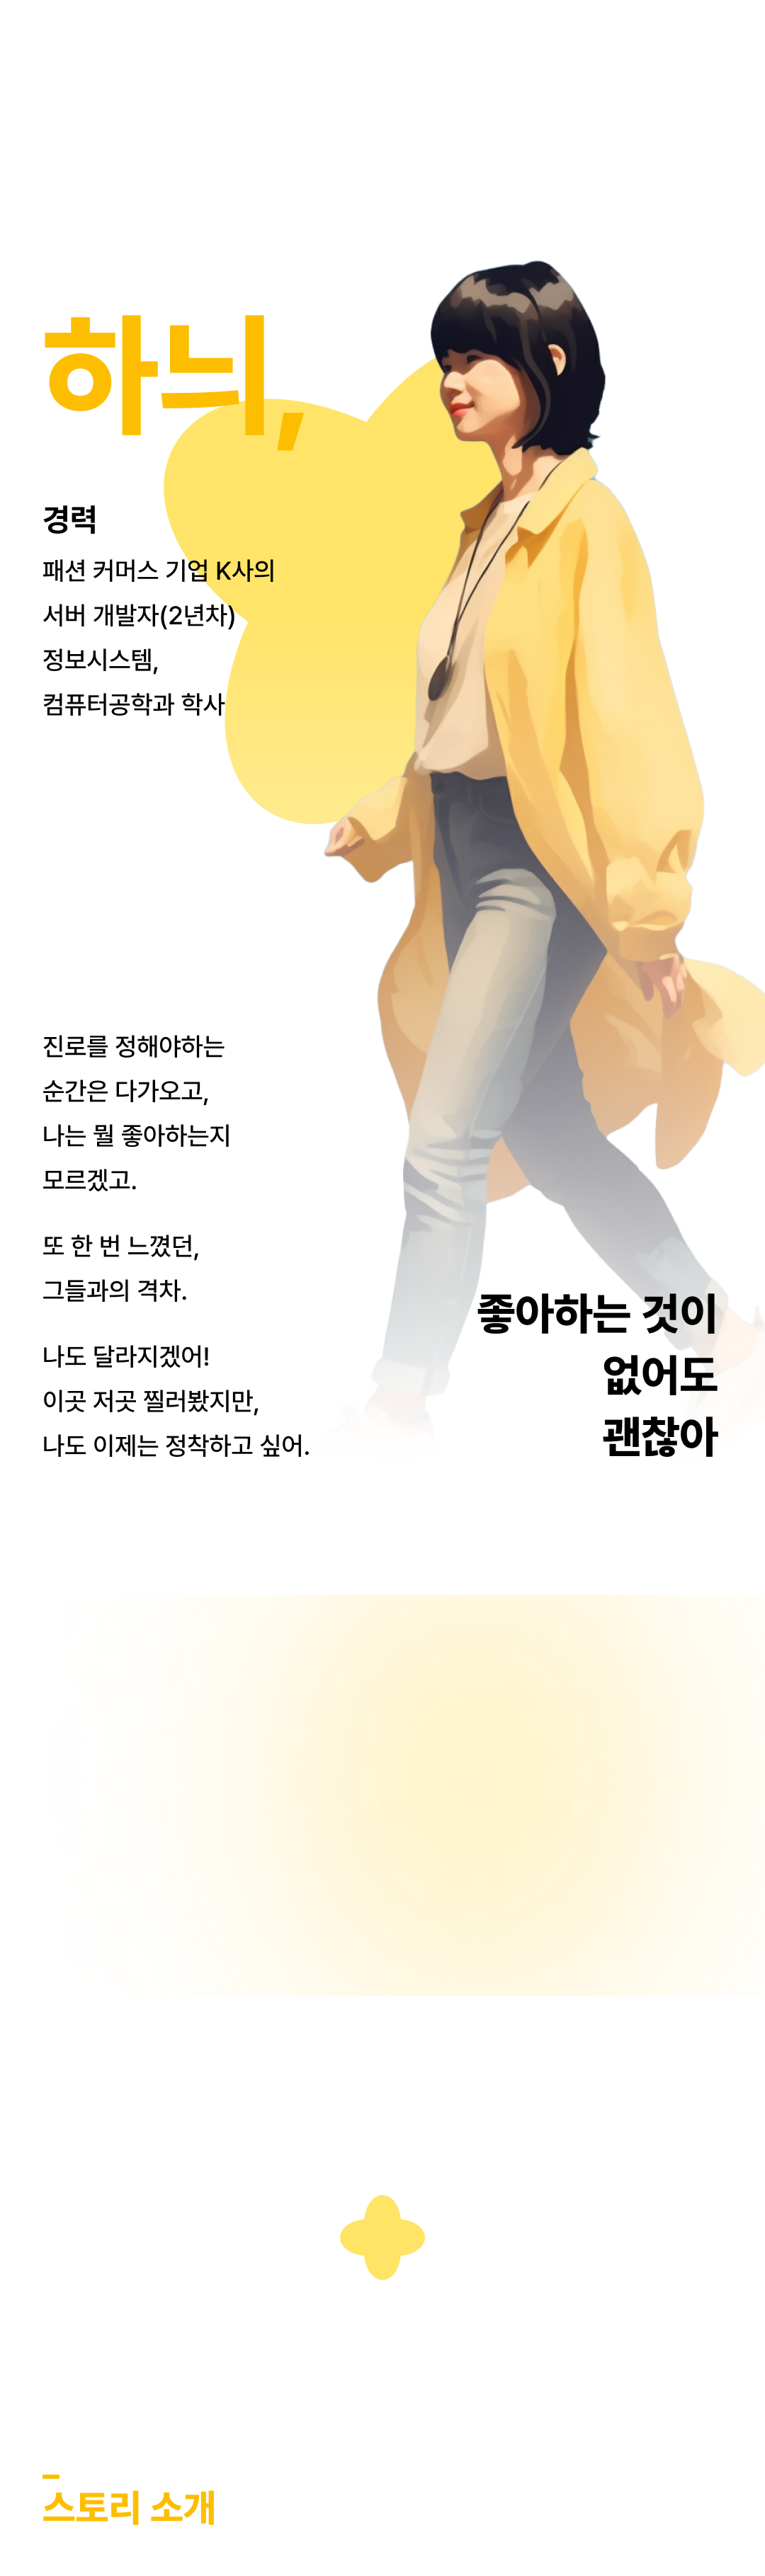 하늬,
경력
패션 커머스 기업 K사의
서버 개발자(2년차)
정보시스템,
컴퓨터공학과 학사
진로를 정해야하는
순간은 다가오고,
나는 뭘 좋아하는지
모르겠고.
또 한 번 느꼈던,
그들과의 격차.
나도 달라지겠어!
이곳 저곳 찔러봤지만,
나도 이제는 정착하고 싶어.
좋아하는 것이
없어도
괜찮아
스토리 소개